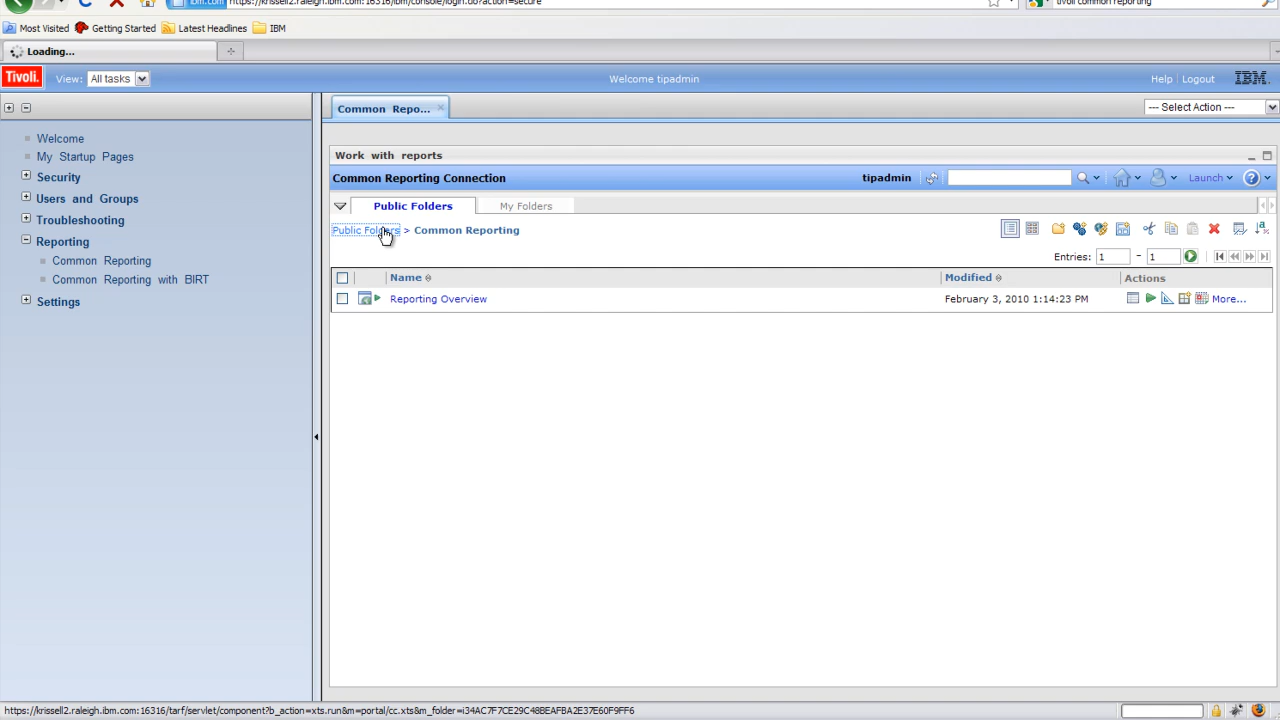 ibm.com https://krissell2.raleigh.ibm.com:16316/ibm/console/login.do?action=secure tivoli common reporting
Most Visited Getting Started Latest Headlines IBM
Loading...
Tivoli. View: All tasks Welcome tipadmin Help Logout IBM
Common Repo... --- Select Action ---
Welcome
My Startup Pages
Security
Users and Groups
Troubleshooting
Reporting
Common Reporting
Common Reporting with BIRT
Settings
Work with reports
Common Reporting Connection tipadmin Launch
Public Folders My Folders
Public Folders > Common Reporting
Entries: 1 - 1
Name Modified Actions
Reporting Overview February 3, 2010 1:14:23 PM More...
https://krissell2.raleigh.ibm.com:16316/tarf/servlet/component?b_action=xts.run&m=portal/cc.xts&m_folder=i34AC7F7CE29C48BEAFBA2E37E60F9FF6